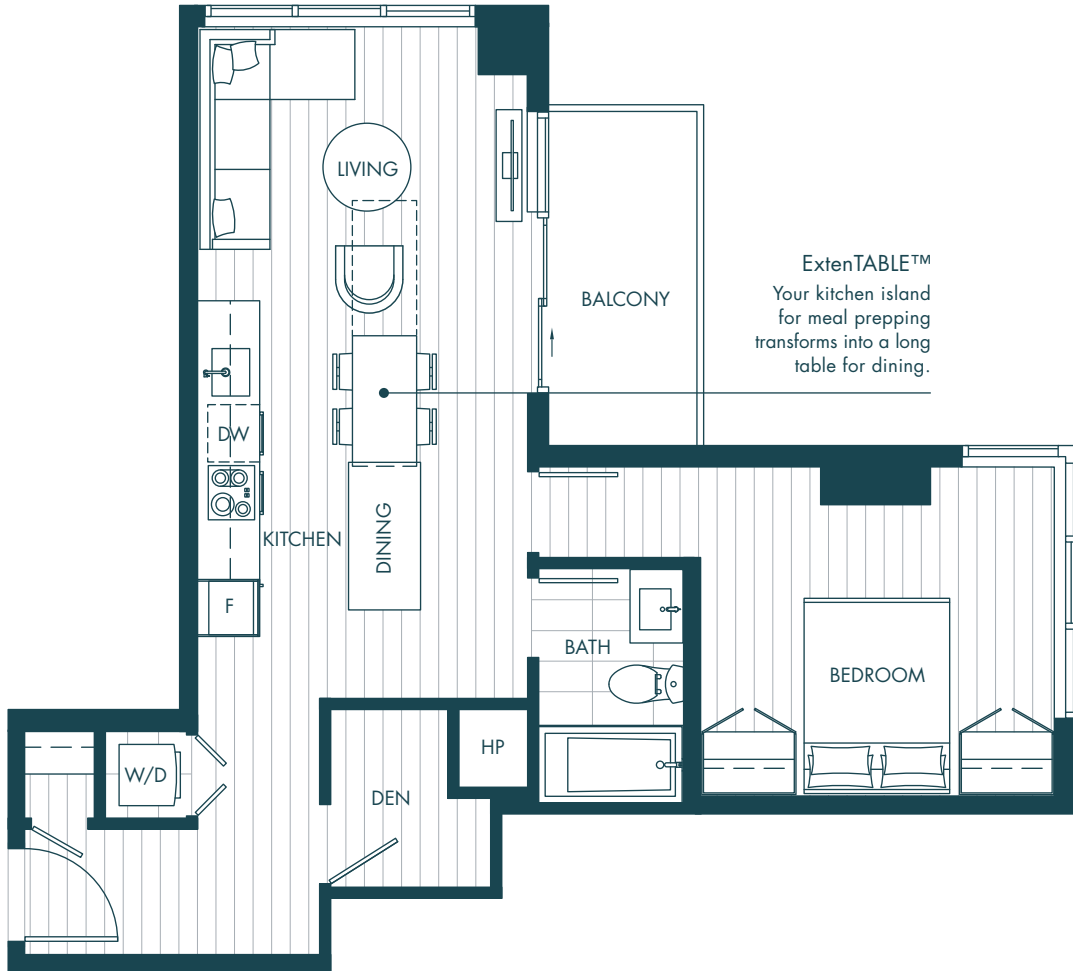 LIVING
ExtenTABLE™
Your kitchen island
for meal prepping
transforms into a long
table for dining.
BALCONY
DW
DINING
KITCHEN
F
BATH
BEDROOM
HP
W/D
DEN